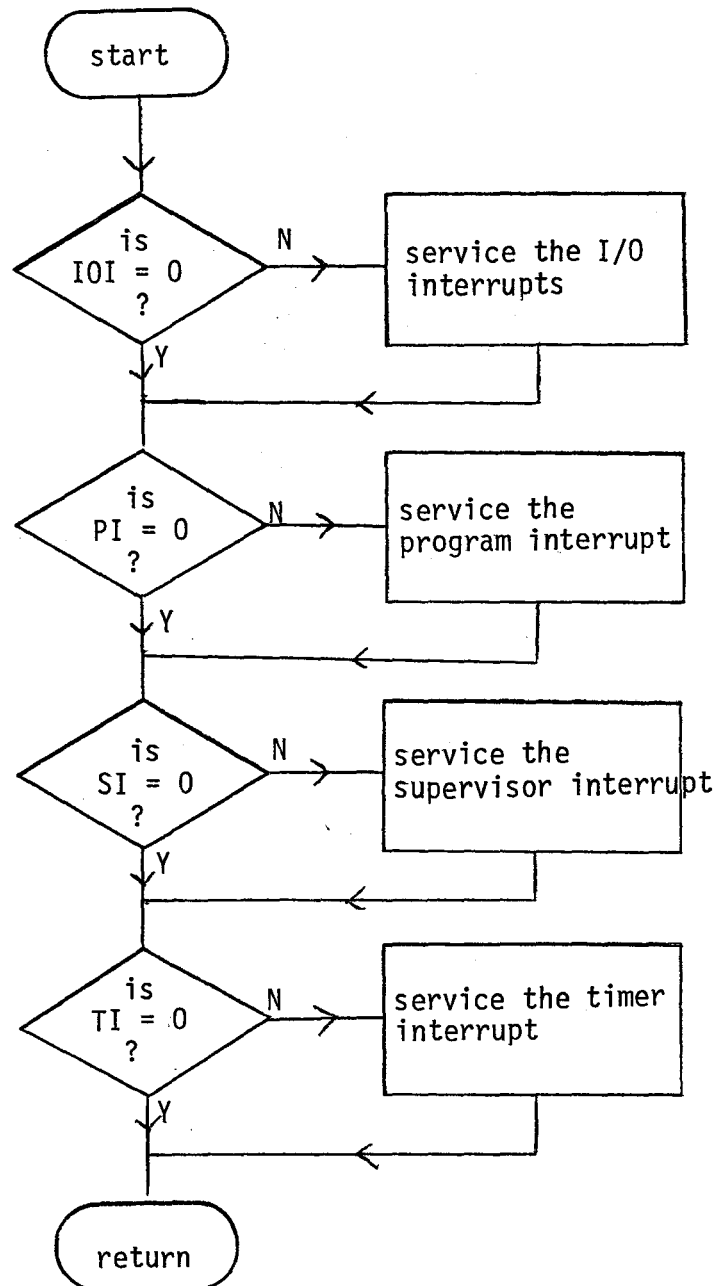 start
is
IOI = 0
?
N
service the I/O
interrupts
Y
is
PI = 0
?
N
service the
program interrupt
Y
is
SI = 0
?
N
service the
supervisor interrupt
Y
is
TI = 0
?
N
service the timer
interrupt
Y
return